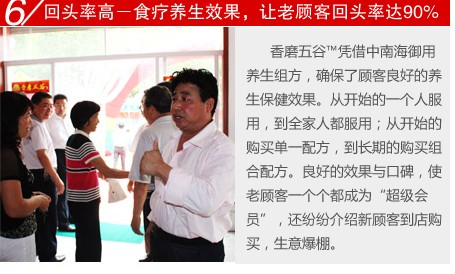 6 回头率高—食疗养生效果，让老顾客回头率达90%
香磨五谷™凭借中南海御用
养生组方，确保了顾客良好的养
生保健效果。从开始的一个人服
用，到全家人都服用；从开始的
购买单一配方，到长期的购买组
合配方。良好的效果与口碑，使
老顾客一个个都成为“超级会
员”，还纷纷介绍新顾客到店购
买，生意爆棚。